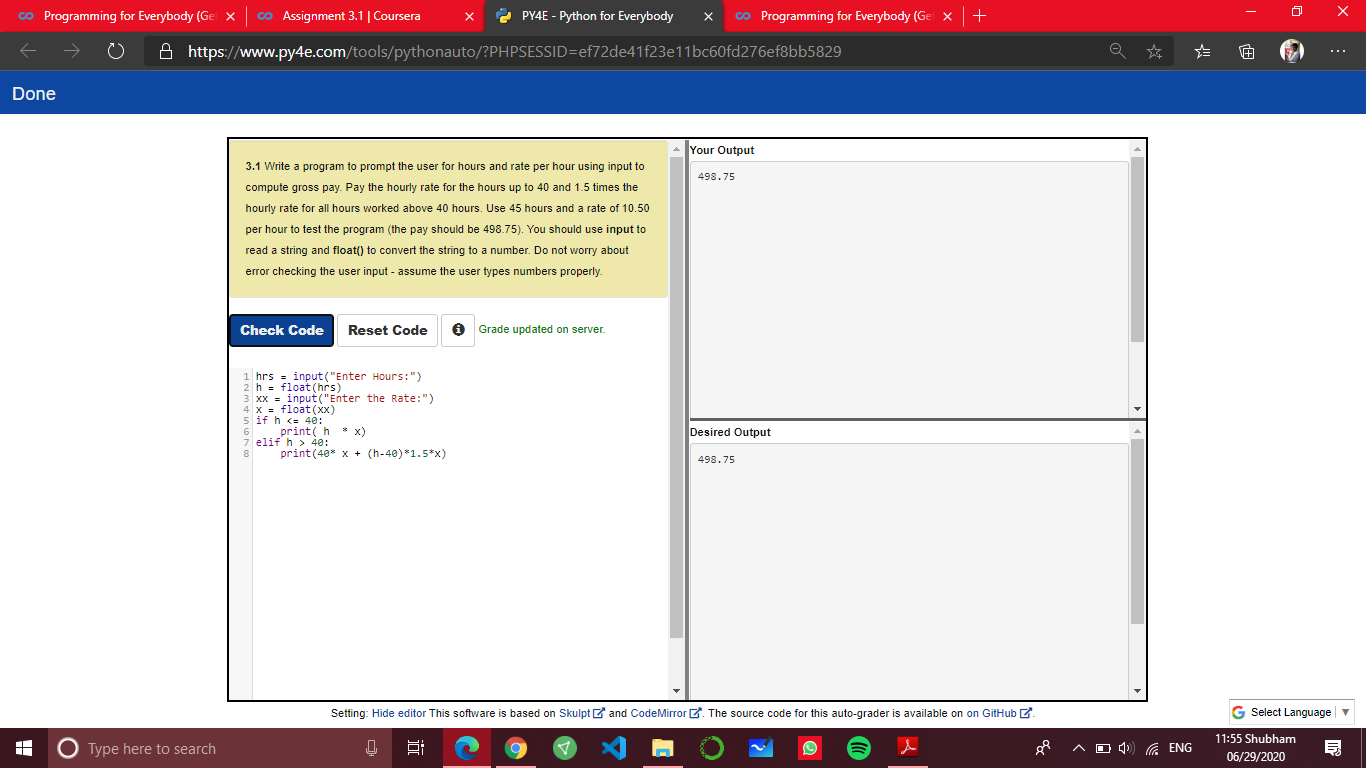 Programming for Everybody (Ge
Assignment 3.1 | Coursera
PY4E - Python for Everybody
Programming for Everybody (Ge
https://www.py4e.com/tools/pythonauto/?PHPSESSID=ef72de41f23e11bc60fd276ef8bb5829
Done
3.1 Write a program to prompt the user for hours and rate per hour using input to
compute gross pay. Pay the hourly rate for the hours up to 40 and 1.5 times the
hourly rate for all hours worked above 40 hours. Use 45 hours and a rate of 10.50
per hour to test the program (the pay should be 498.75). You should use input to
read a string and float() to convert the string to a number. Do not worry about
error checking the user input - assume the user types numbers properly.
Check Code
Reset Code
Grade updated on server.
1 hrs = input("Enter Hours:")
2 h = float(hrs)
3 xx = input("Enter the Rate:")
4 x = float(xx)
5 if h <= 40:
6     print( h  * x)
7 elif h > 40:
8     print(40* x + (h-40)*1.5*x)
Your Output
498.75
Desired Output
498.75
Setting: Hide editor This software is based on Skulpt and CodeMirror. The source code for this auto-grader is available on on GitHub.
Select Language
Type here to search
ENG
11:55 Shubham
06/29/2020